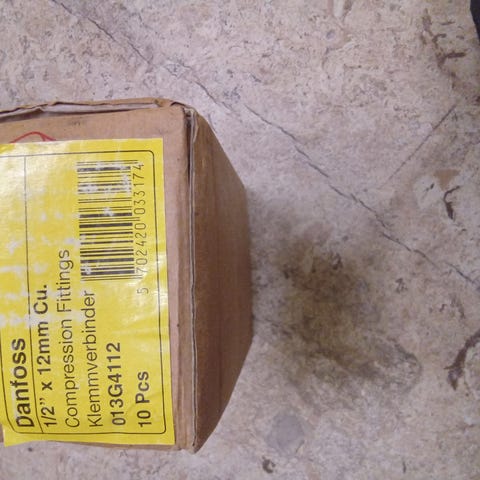 Danfoss
1/2" x 12mm Cu.
Compression Fittings
Klemmverbinder
013G4112
10 Pcs
5 702420 033174